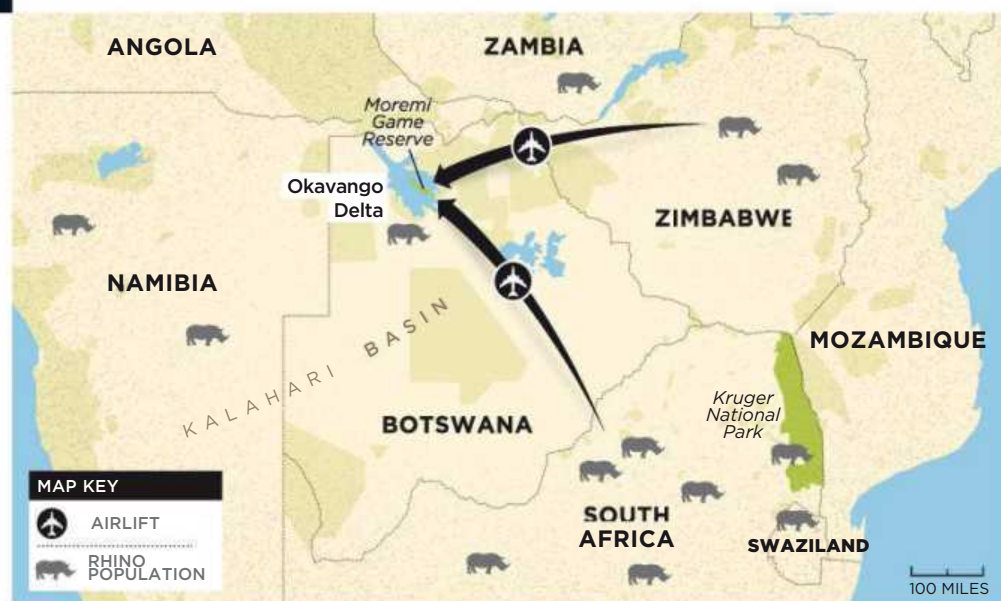 ANGOLA
ZAMBIA
Moremi
Game
Reserve
Okavango
Delta
ZIMBABWE
NAMIBIA
MOZAMBIQUE
KALAHARI BASIN
Kruger
National
Park
BOTSWANA
MAP KEY
AIRLIFT
RHINO
POPULATION
SOUTH
AFRICA
SWAZILAND
100 MILES